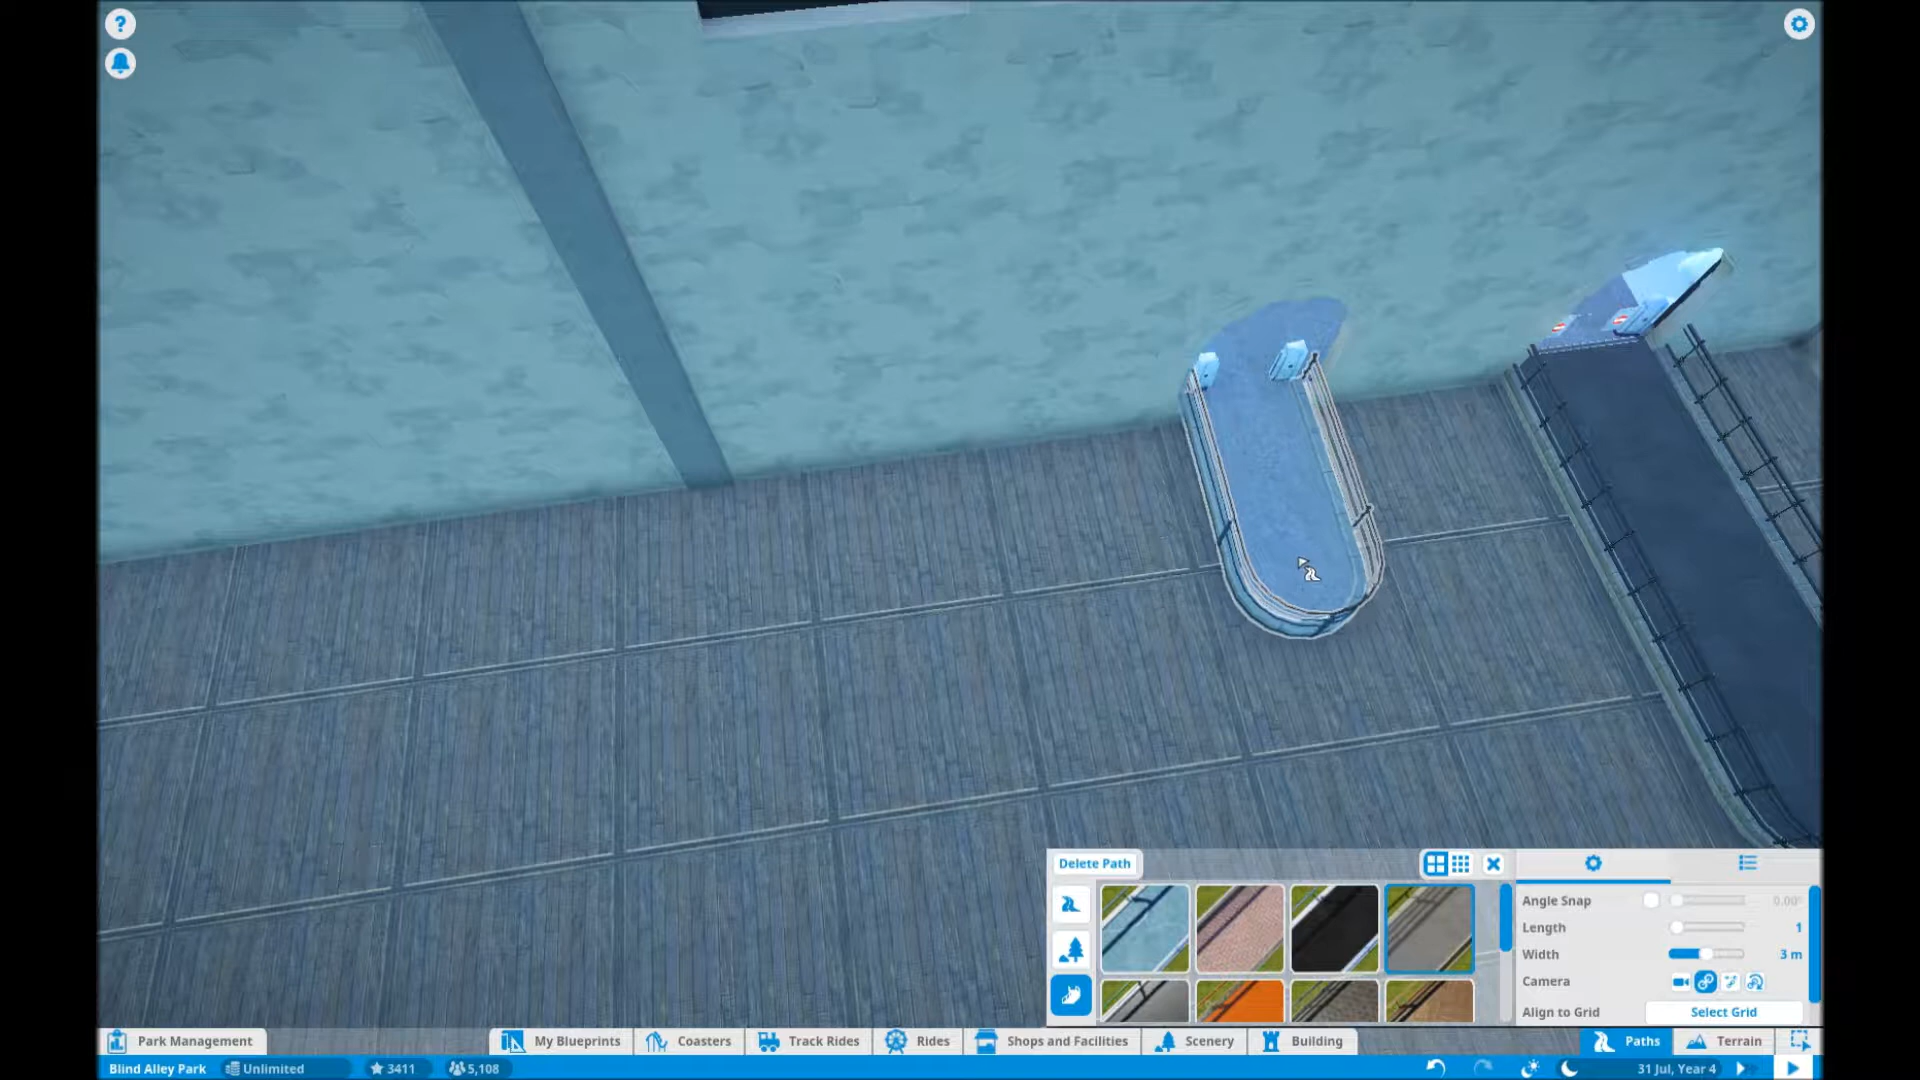 ?
Delete Path
Angle Snap 0.00°
Length 1
Width 3 m
Camera
Align to Grid Select Grid
Park Management My Blueprints Coasters Track Rides Rides Shops and Facilities Scenery Building Paths Terrain
Blind Alley Park Unlimited 3411 5,108 31 Jul, Year 4